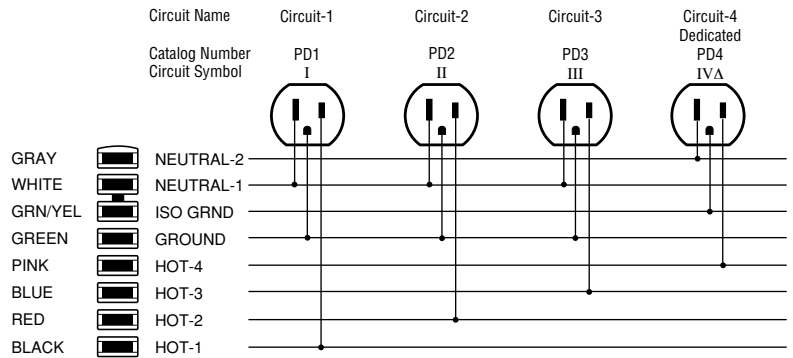 Circuit Name Circuit-1 Circuit-2 Circuit-3 Circuit-4
Dedicated
Catalog Number PD1 PD2 PD3 PD4
Circuit Symbol I II III IVΔ
GRAY NEUTRAL-2
WHITE NEUTRAL-1
GRN/YEL ISO GRND
GREEN GROUND
PINK HOT-4
BLUE HOT-3
RED HOT-2
BLACK HOT-1